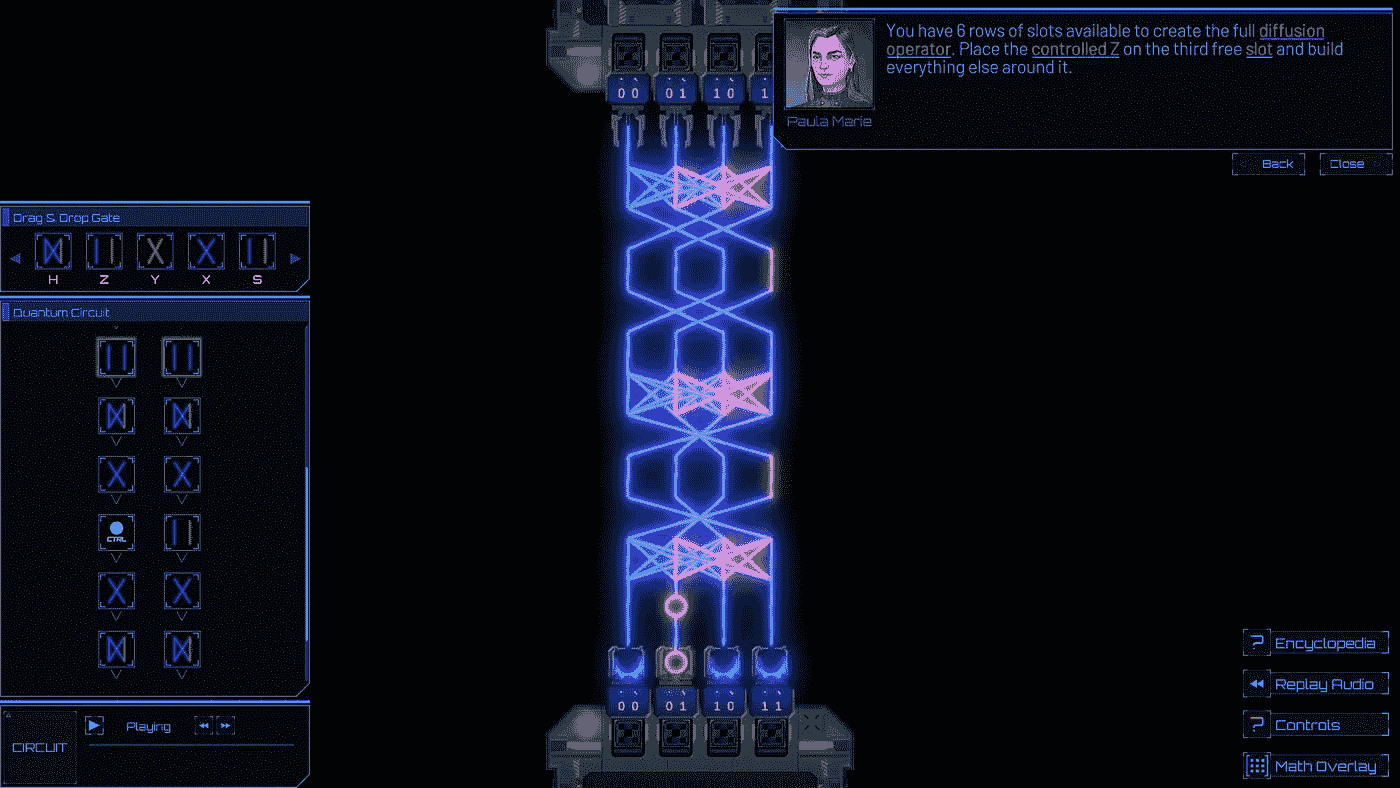 You have 6 rows of slots available to create the full diffusion
operator. Place the controlled Z on the third free slot and build
everything else around it.
Paula Marie
Back Close
00 01 10 1
Drag & Drop Gate
H Z Y X S
Quantum Circuit
CTRL
00 01 10 11
CIRCUIT
Playing
Encyclopedia
Replay Audio
Controls
Math Overlay